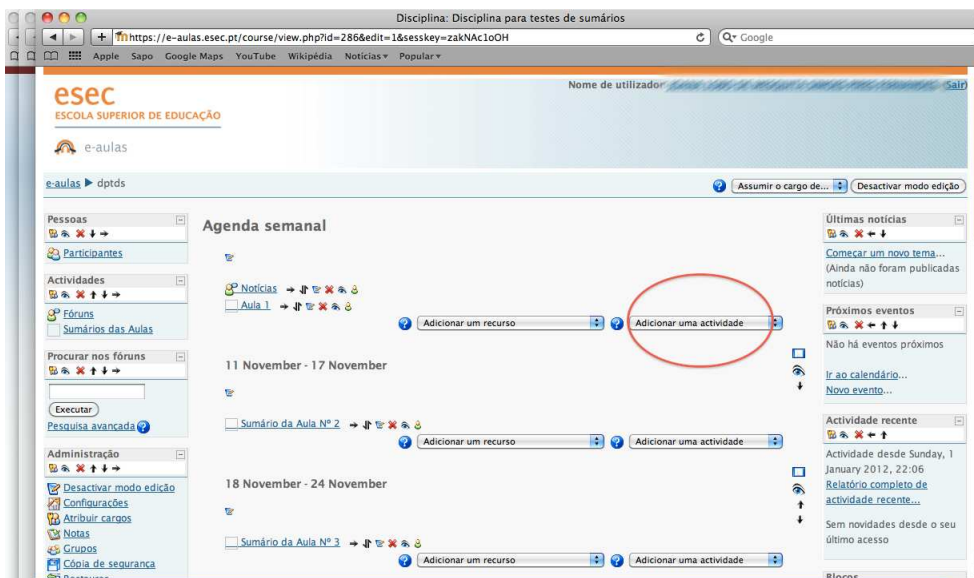 Disciplina: Disciplina para testes de sumários
https://e-aulas.esec.pt/course/view.php?id=286&edit=1&sesskey=zakNAc1oOH
Google
Apple Sapo Google Maps YouTube Wikipédia Notícias Popular
esec
ESCOLA SUPERIOR DE EDUCAÇÃO
e-aulas
Nome de utilizador
Sair)
e-aulas ► dptds
Assumir o cargo de...
Desactivar modo edição
Pessoas
Participantes
Actividades
Fóruns
Sumários das Aulas
Procurar nos fóruns
Executar
Pesquisa avançada
Administração
Desactivar modo edição
Configurações
Atribuir cargos
Notas
Grupos
Cópia de segurança
Agenda semanal
Notícias
Aula 1
Adicionar um recurso
Adicionar uma actividade
11 November - 17 November
Sumário da Aula Nº 2
Adicionar um recurso
Adicionar uma actividade
18 November - 24 November
Sumário da Aula Nº 3
Adicionar um recurso
Adicionar uma actividade
Últimas notícias
Começar um novo tema...
(Ainda não foram publicadas
notícias)
Próximos eventos
Não há eventos próximos
Ir ao calendário...
Novo evento...
Actividade recente
Actividade desde Sunday, 1
January 2012, 22:06
Relatório completo de
actividade recente...
Sem novidades desde o seu
último acesso
Blocos